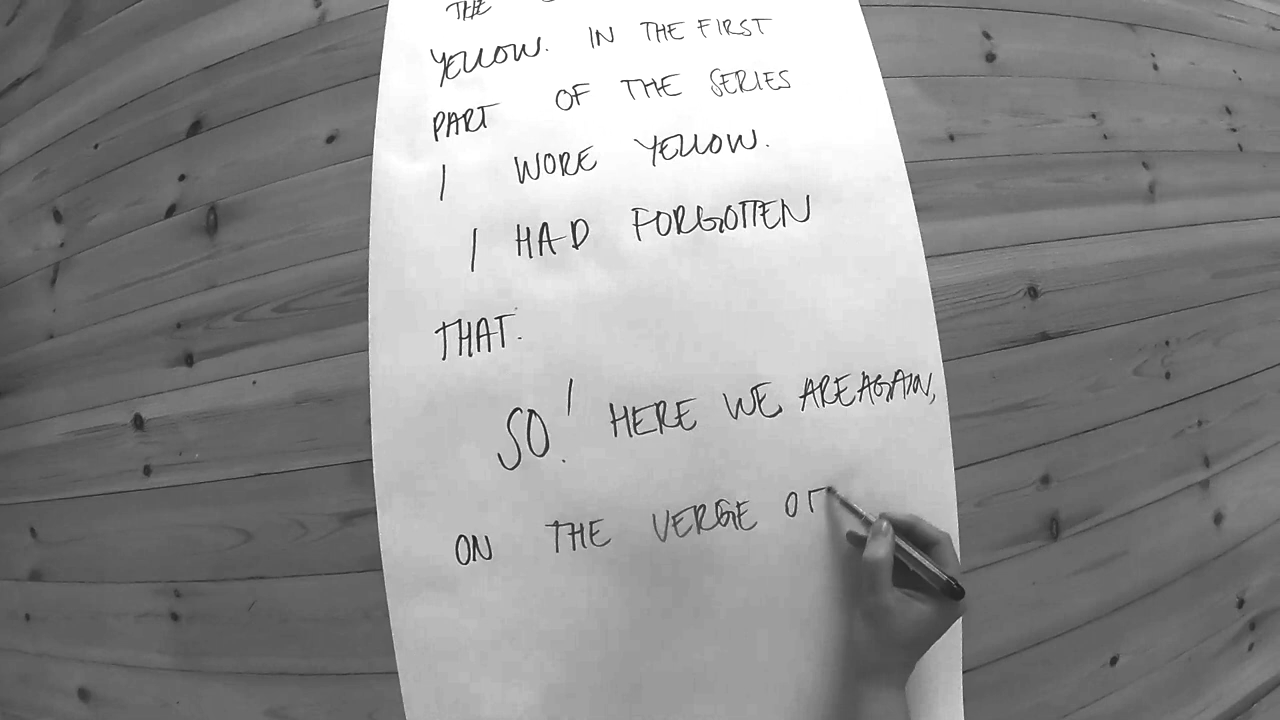 THE
YELLOW. IN THE FIRST
PART OF THE SERIES
I WORE YELLOW.
I HAD FORGOTTEN
THAT.
SO! HERE WE ARE AGAIN,
ON THE VERGE OF